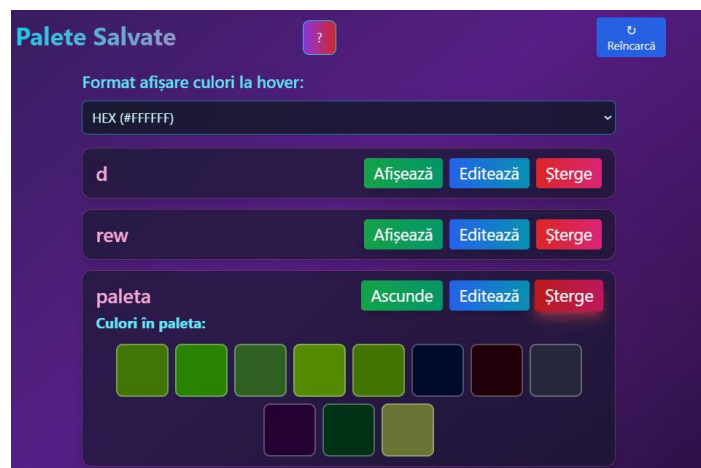 Palete Salvate
?
↻
Reîncarcă
Format afișare culori la hover:
HEX (#FFFFFF)
d
Afișează
Editează
Șterge
rew
Afișează
Editează
Șterge
paleta
Ascunde
Editează
Șterge
Culori în paleta: